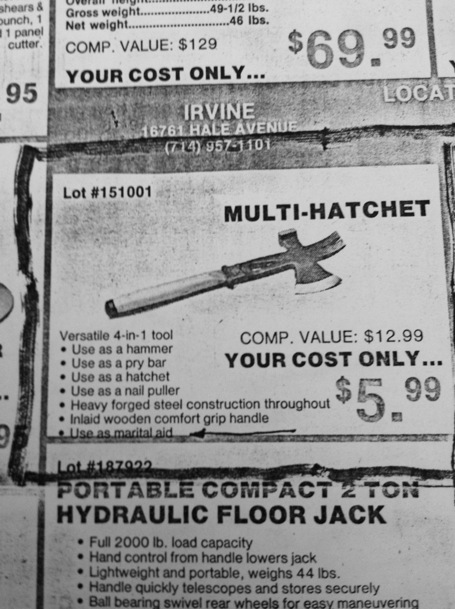 shears &
punch, 1
1 panel
cutter.
95
Overall height
Gross weight 49-1/2 lbs.
Net weight 46 lbs.
COMP. VALUE: $129
$69.99
YOUR COST ONLY...
LOCAT
IRVINE
16761 HALE AVENUE
(714) 957-1101
Lot #151001
MULTI-HATCHET
Versatile 4-in-1 tool
• Use as a hammer
• Use as a pry bar
• Use as a hatchet
• Use as a nail puller
• Heavy forged steel construction throughout
• Inlaid wooden comfort grip handle
• Use as marital aid
COMP. VALUE: $12.99
YOUR COST ONLY...
$5.99
Lot #187922
PORTABLE COMPACT 2 TON
HYDRAULIC FLOOR JACK
• Full 2000 lb. load capacity
• Hand control from handle lowers jack
• Lightweight and portable, weighs 44 lbs.
• Handle quickly telescopes and stores securely
• Ball bearing swivel rear wheels for easy maneuvering